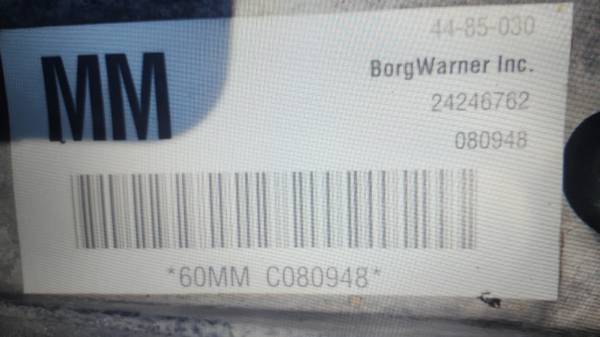 44-85-030
MM
BorgWarner Inc.
24246762
080948
*60MM C080948*